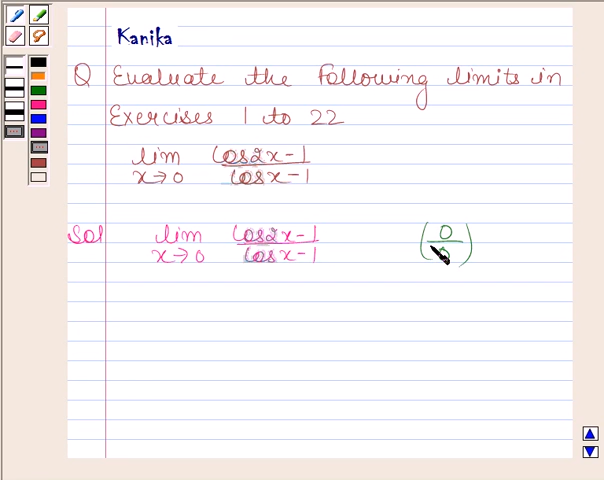 Kanika
Q Evaluate the following limits in
Exercises 1 to 22
lim cos2x-1
x→0 cosx-1
Sol lim cos2x-1 (0
x→0 cosx-1 0)